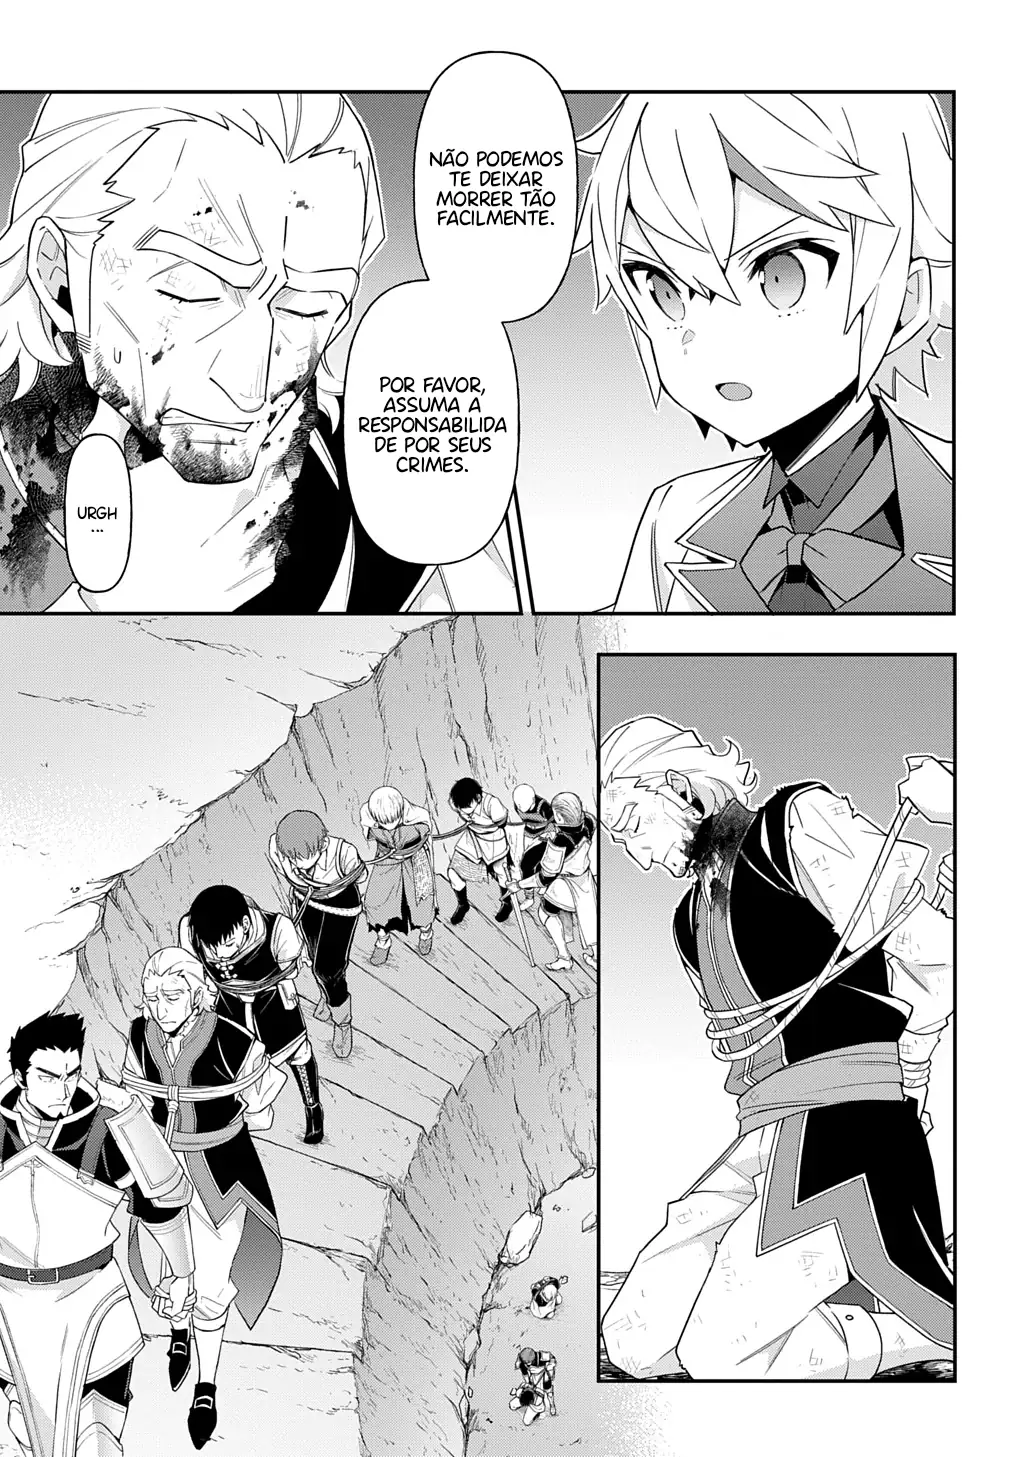 NÃO PODEMOS
TE DEIXAR
MORRER TÃO
FACILMENTE.
POR FAVOR,
ASSUMA A
RESPONSABILIDA
DE POR SEUS
CRIMES.
URGH
...